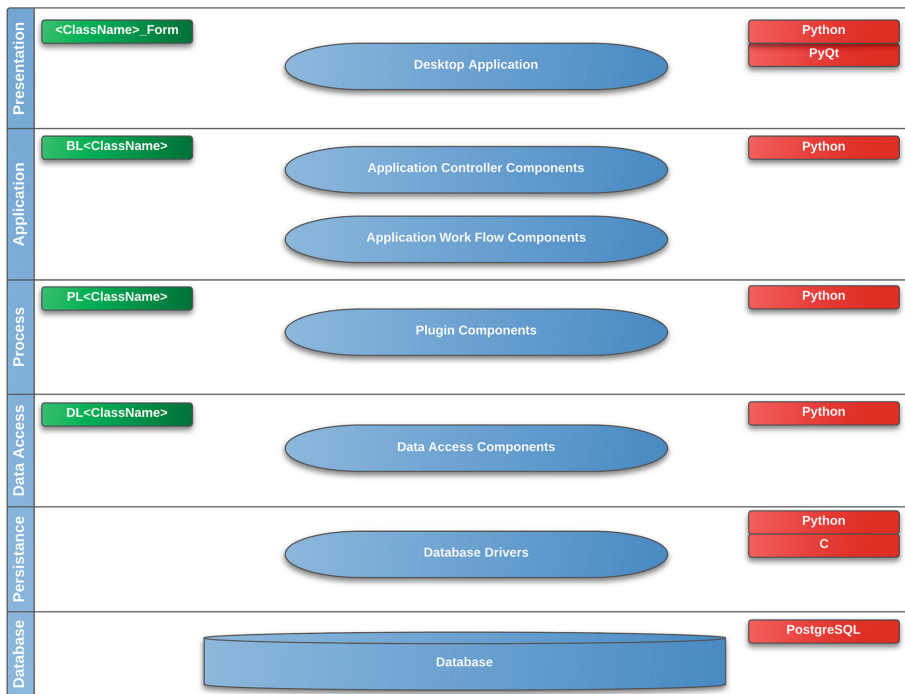 Presentation
<ClassName>_Form
Desktop Application
Python
PyQt
Application
BL<ClassName>
Application Controller Components
Application Work Flow Components
Python
Process
PL<ClassName>
Plugin Components
Python
Data Access
DL<ClassName>
Data Access Components
Python
Persistance
Database Drivers
Python
C
Database
Database
PostgreSQL